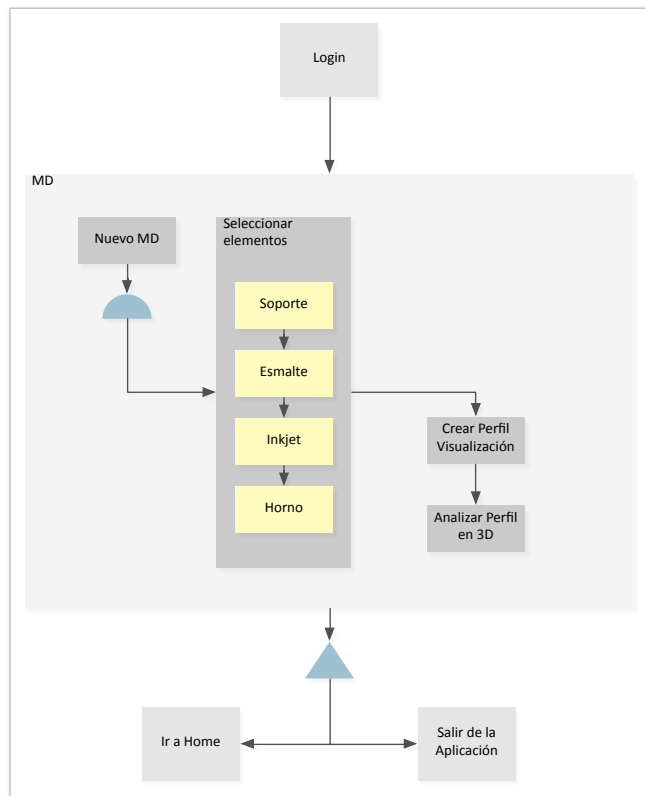 Login
MD
Nuevo MD
Seleccionar
elementos
Soporte
Esmalte
Inkjet
Horno
Crear Perfil
Visualización
Analizar Perfil
en 3D
Ir a Home
Salir de la
Aplicación